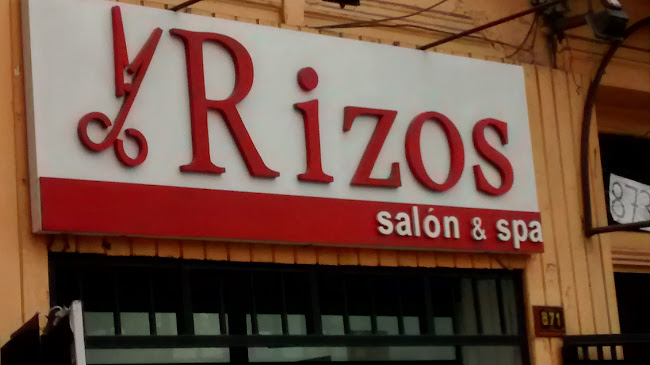 Rizos
salón & spa
871
873